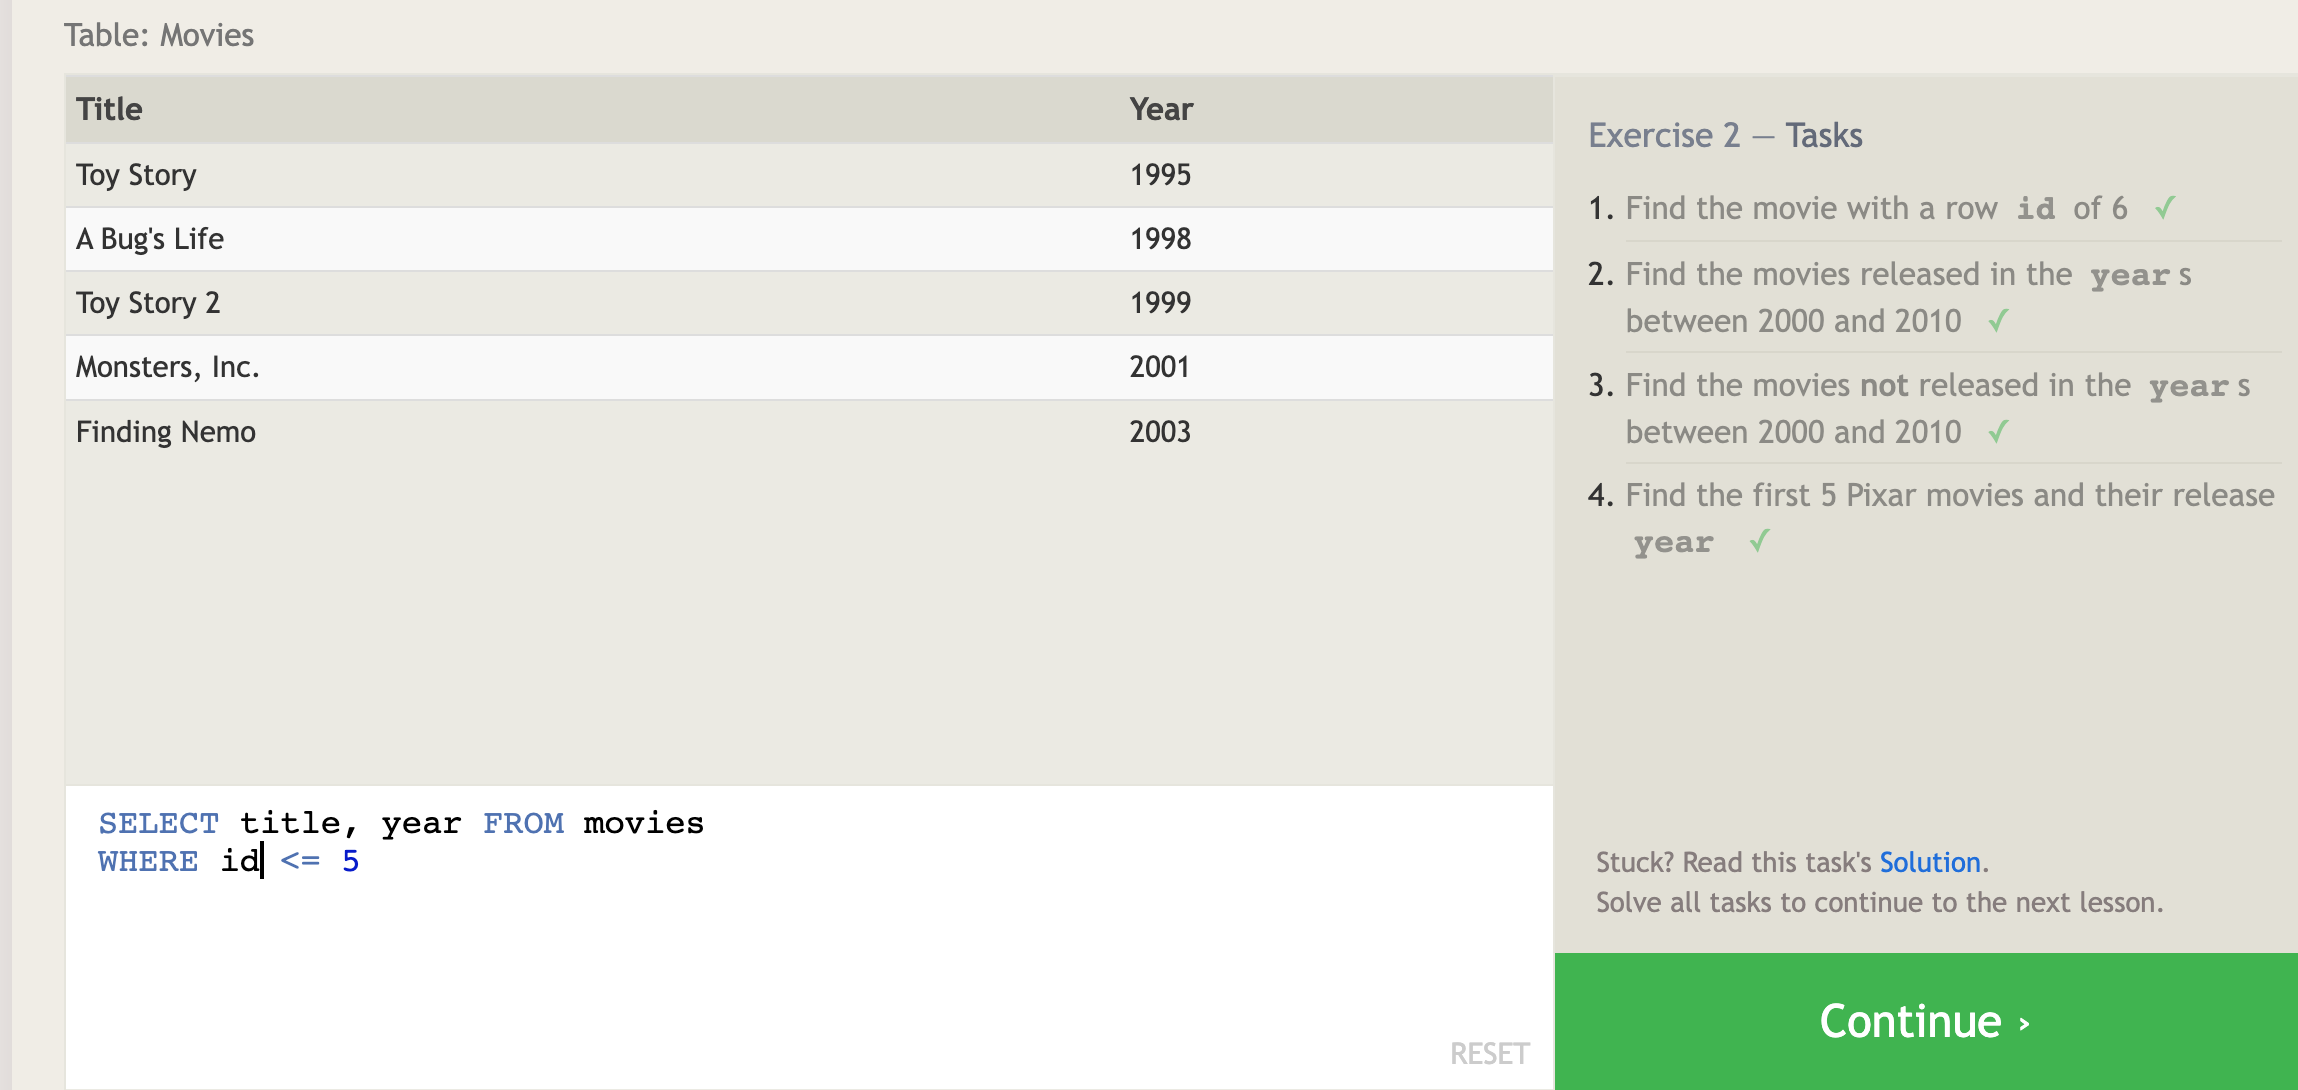 Table: Movies
Title Year
Toy Story 1995
A Bug's Life 1998
Toy Story 2 1999
Monsters, Inc. 2001
Finding Nemo 2003
SELECT title, year FROM movies
WHERE id <= 5
RESET
Exercise 2 — Tasks
1. Find the movie with a row id of 6 ✓
2. Find the movies released in the year s
between 2000 and 2010 ✓
3. Find the movies not released in the year s
between 2000 and 2010 ✓
4. Find the first 5 Pixar movies and their release
year ✓
Stuck? Read this task's Solution.
Solve all tasks to continue to the next lesson.
Continue ›